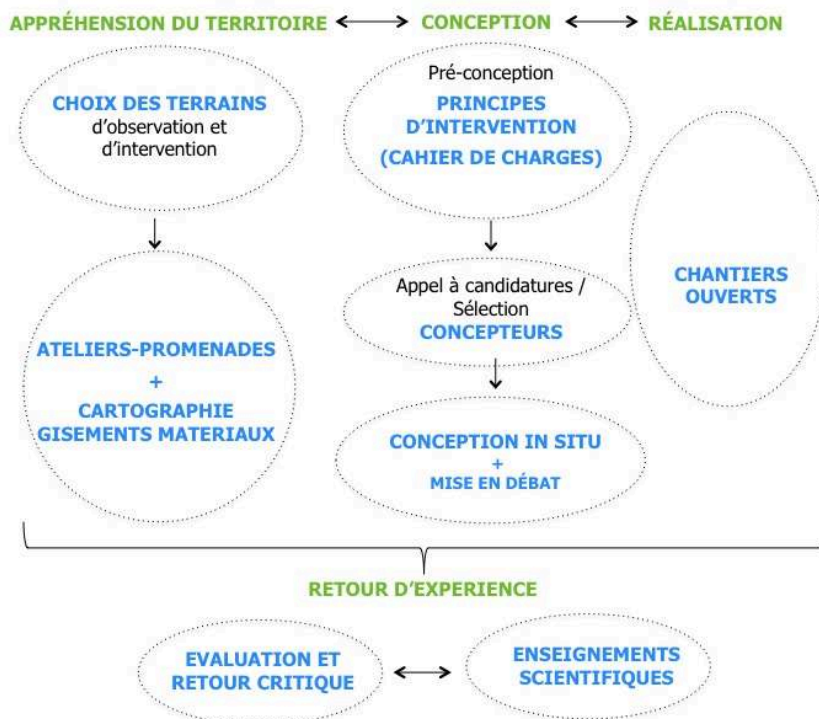 APPRÉHENSION DU TERRITOIRE
CONCEPTION
RÉALISATION
CHOIX DES TERRAINS
d'observation et
d'intervention
ATELIERS-PROMENADES
+
CARTOGRAPHIE
GISEMENTS MATERIAUX
Pré-conception
PRINCIPES
D'INTERVENTION
(CAHIER DE CHARGES)
Appel à candidatures /
Sélection
CONCEPTEURS
CONCEPTION IN SITU
+
MISE EN DÉBAT
CHANTIERS
OUVERTS
RETOUR D'EXPERIENCE
EVALUATION ET
RETOUR CRITIQUE
ENSEIGNEMENTS
SCIENTIFIQUES